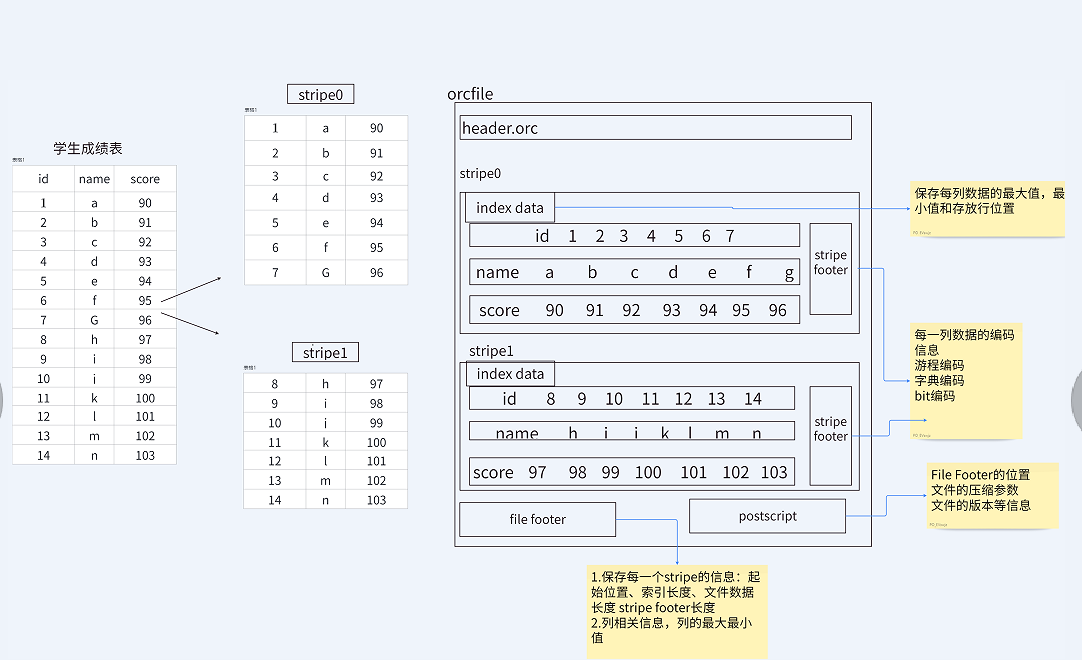 学生成绩表
表格1
id name score
1 a 90
2 b 91
3 c 92
4 d 93
5 e 94
6 f 95
7 G 96
8 h 97
9 i 98
10 j 99
11 k 100
12 l 101
13 m 102
14 n 103
stripe0
表格1
1 a 90
2 b 91
3 c 92
4 d 93
5 e 94
6 f 95
7 G 96
stripe1
表格1
8 h 97
9 i 98
10 j 99
11 k 100
12 l 101
13 m 102
14 n 103
orcfile
header.orc
stripe0
index data
id 1 2 3 4 5 6 7
name a b c d e f g
score 90 91 92 93 94 95 96
stripe
footer
stripe1
index data
id 8 9 10 11 12 13 14
name h i j k l m n
score 97 98 99 100 101 102 103
stripe
footer
file footer
postscript
保存每列数据的最大值，最
小值和存放行位置
每一列数据的编码
信息
游程编码
字典编码
bit编码
File Footer的位置
文件的压缩参数
文件的版本等信息
1.保存每一个stripe的信息：起
始位置、索引长度、文件数据
长度 stripe footer长度
2.列相关信息，列的最大最小
值